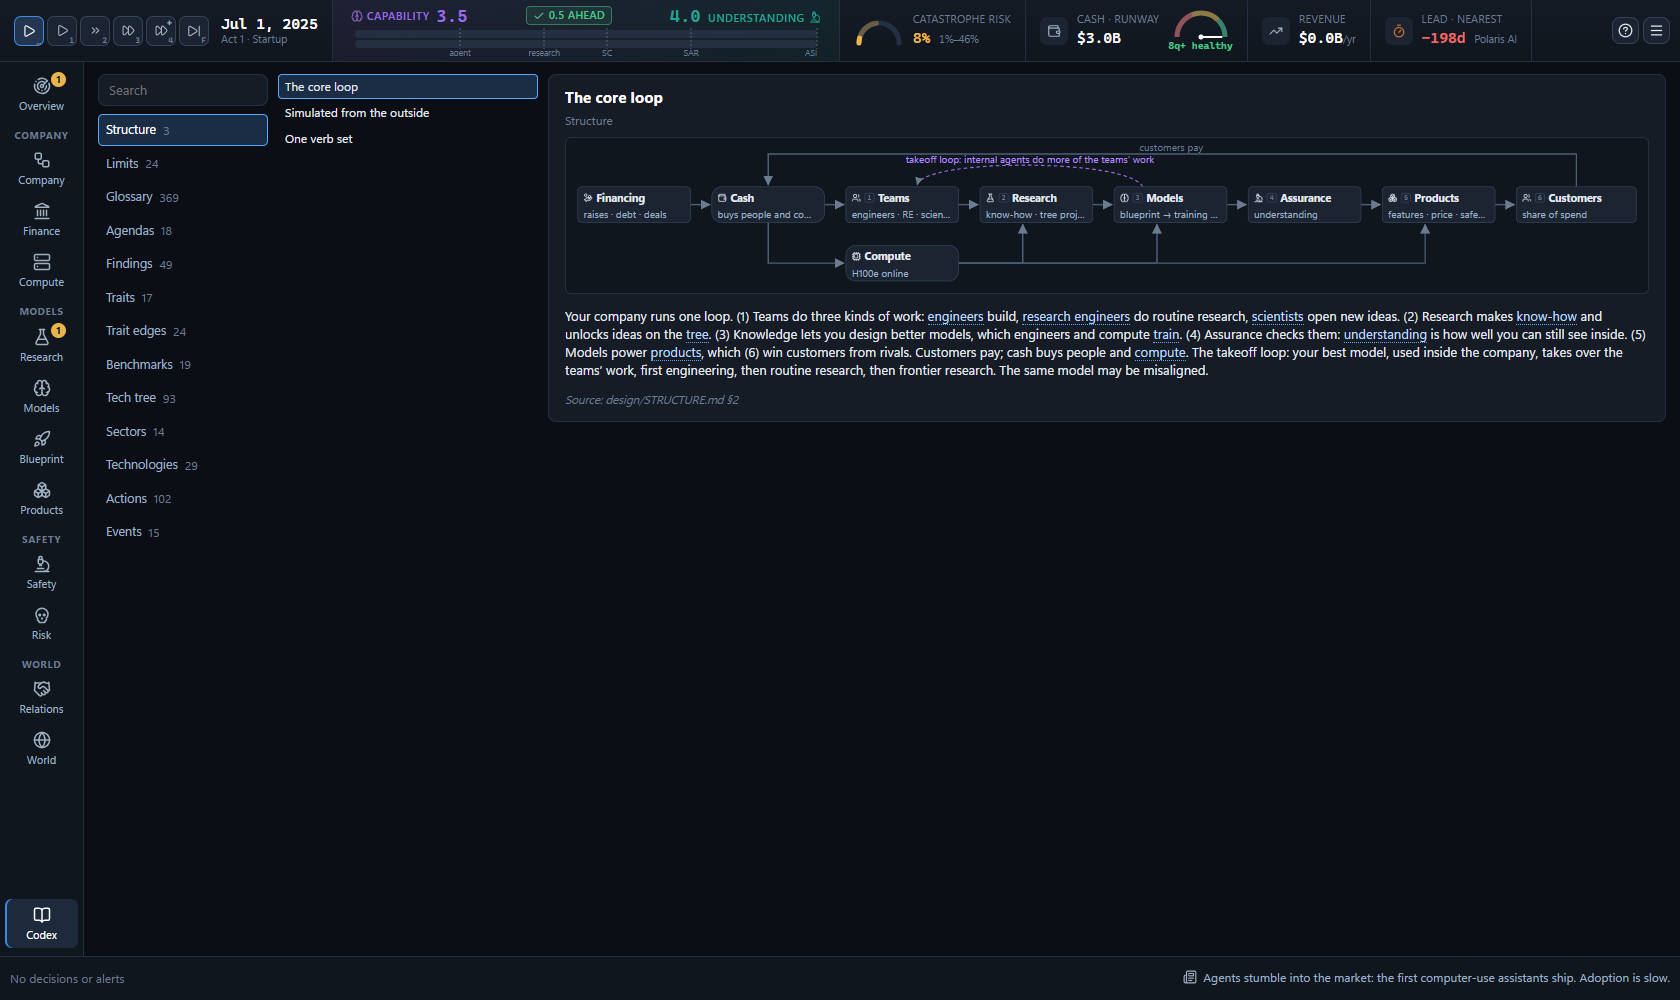 1
2
3
4
F
Jul 1, 2025
Act 1 · Startup
CAPABILITY 3.5
0.5 AHEAD
4.0 UNDERSTANDING
agent
research
SC
SAR
ASI
CATASTROPHE RISK
8% 1%–46%
CASH · RUNWAY
$3.0B
8q+ healthy
REVENUE
$0.0B/yr
LEAD · NEAREST
−198d Polaris AI
1
Overview
COMPANY
Company
Finance
Compute
MODELS
1
Research
Models
Blueprint
Products
SAFETY
Safety
Risk
WORLD
Relations
World
Codex
Search
Structure 3
Limits 24
Glossary 369
Agendas 18
Findings 49
Traits 17
Trait edges 24
Benchmarks 19
Tech tree 93
Sectors 14
Technologies 29
Actions 102
Events 15
The core loop
Simulated from the outside
One verb set
The core loop
Structure
customers pay
takeoff loop: internal agents do more of the teams' work
Financing
raises · debt · deals
Cash
buys people and co...
1 Teams
engineers · RE · scien...
2 Research
know-how · tree proj...
3 Models
blueprint → training ...
4 Assurance
understanding
5 Products
features · price · safe...
6 Customers
share of spend
Compute
H100e online
Your company runs one loop. (1) Teams do three kinds of work: engineers build, research engineers do routine research, scientists open new ideas. (2) Research makes know-how and
unlocks ideas on the tree. (3) Knowledge lets you design better models, which engineers and compute train. (4) Assurance checks them: understanding is how well you can still see inside. (5)
Models power products, which (6) win customers from rivals. Customers pay; cash buys people and compute. The takeoff loop: your best model, used inside the company, takes over the
teams' work, first engineering, then routine research, then frontier research. The same model may be misaligned.
Source: design/STRUCTURE.md §2
No decisions or alerts
Agents stumble into the market: the first computer-use assistants ship. Adoption is slow.